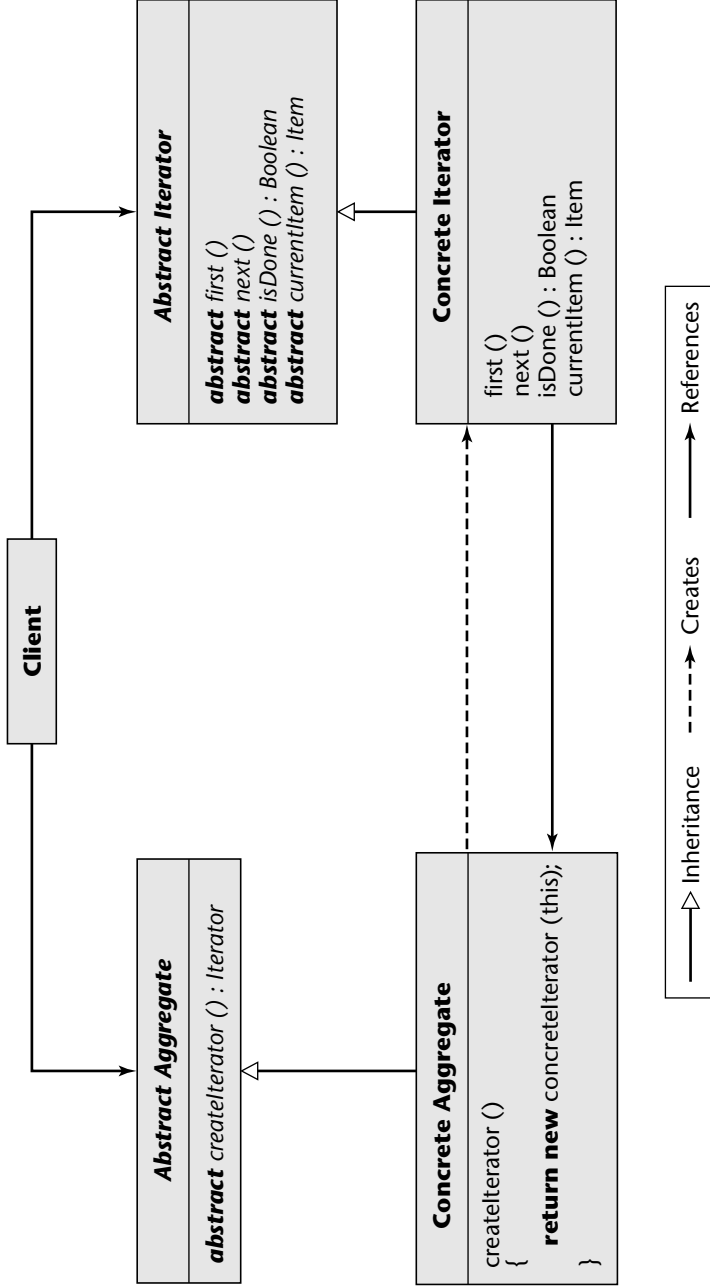 Client
Abstract Aggregate
abstract createIterator () : Iterator
Abstract Iterator
abstract first ()
abstract next ()
abstract isDone () : Boolean
abstract currentItem () : Item
Concrete Aggregate
createIterator ()
{
return new concreteIterator (this);
}
Concrete Iterator
first ()
next ()
isDone () : Boolean
currentItem () : Item
Inheritance
Creates
References